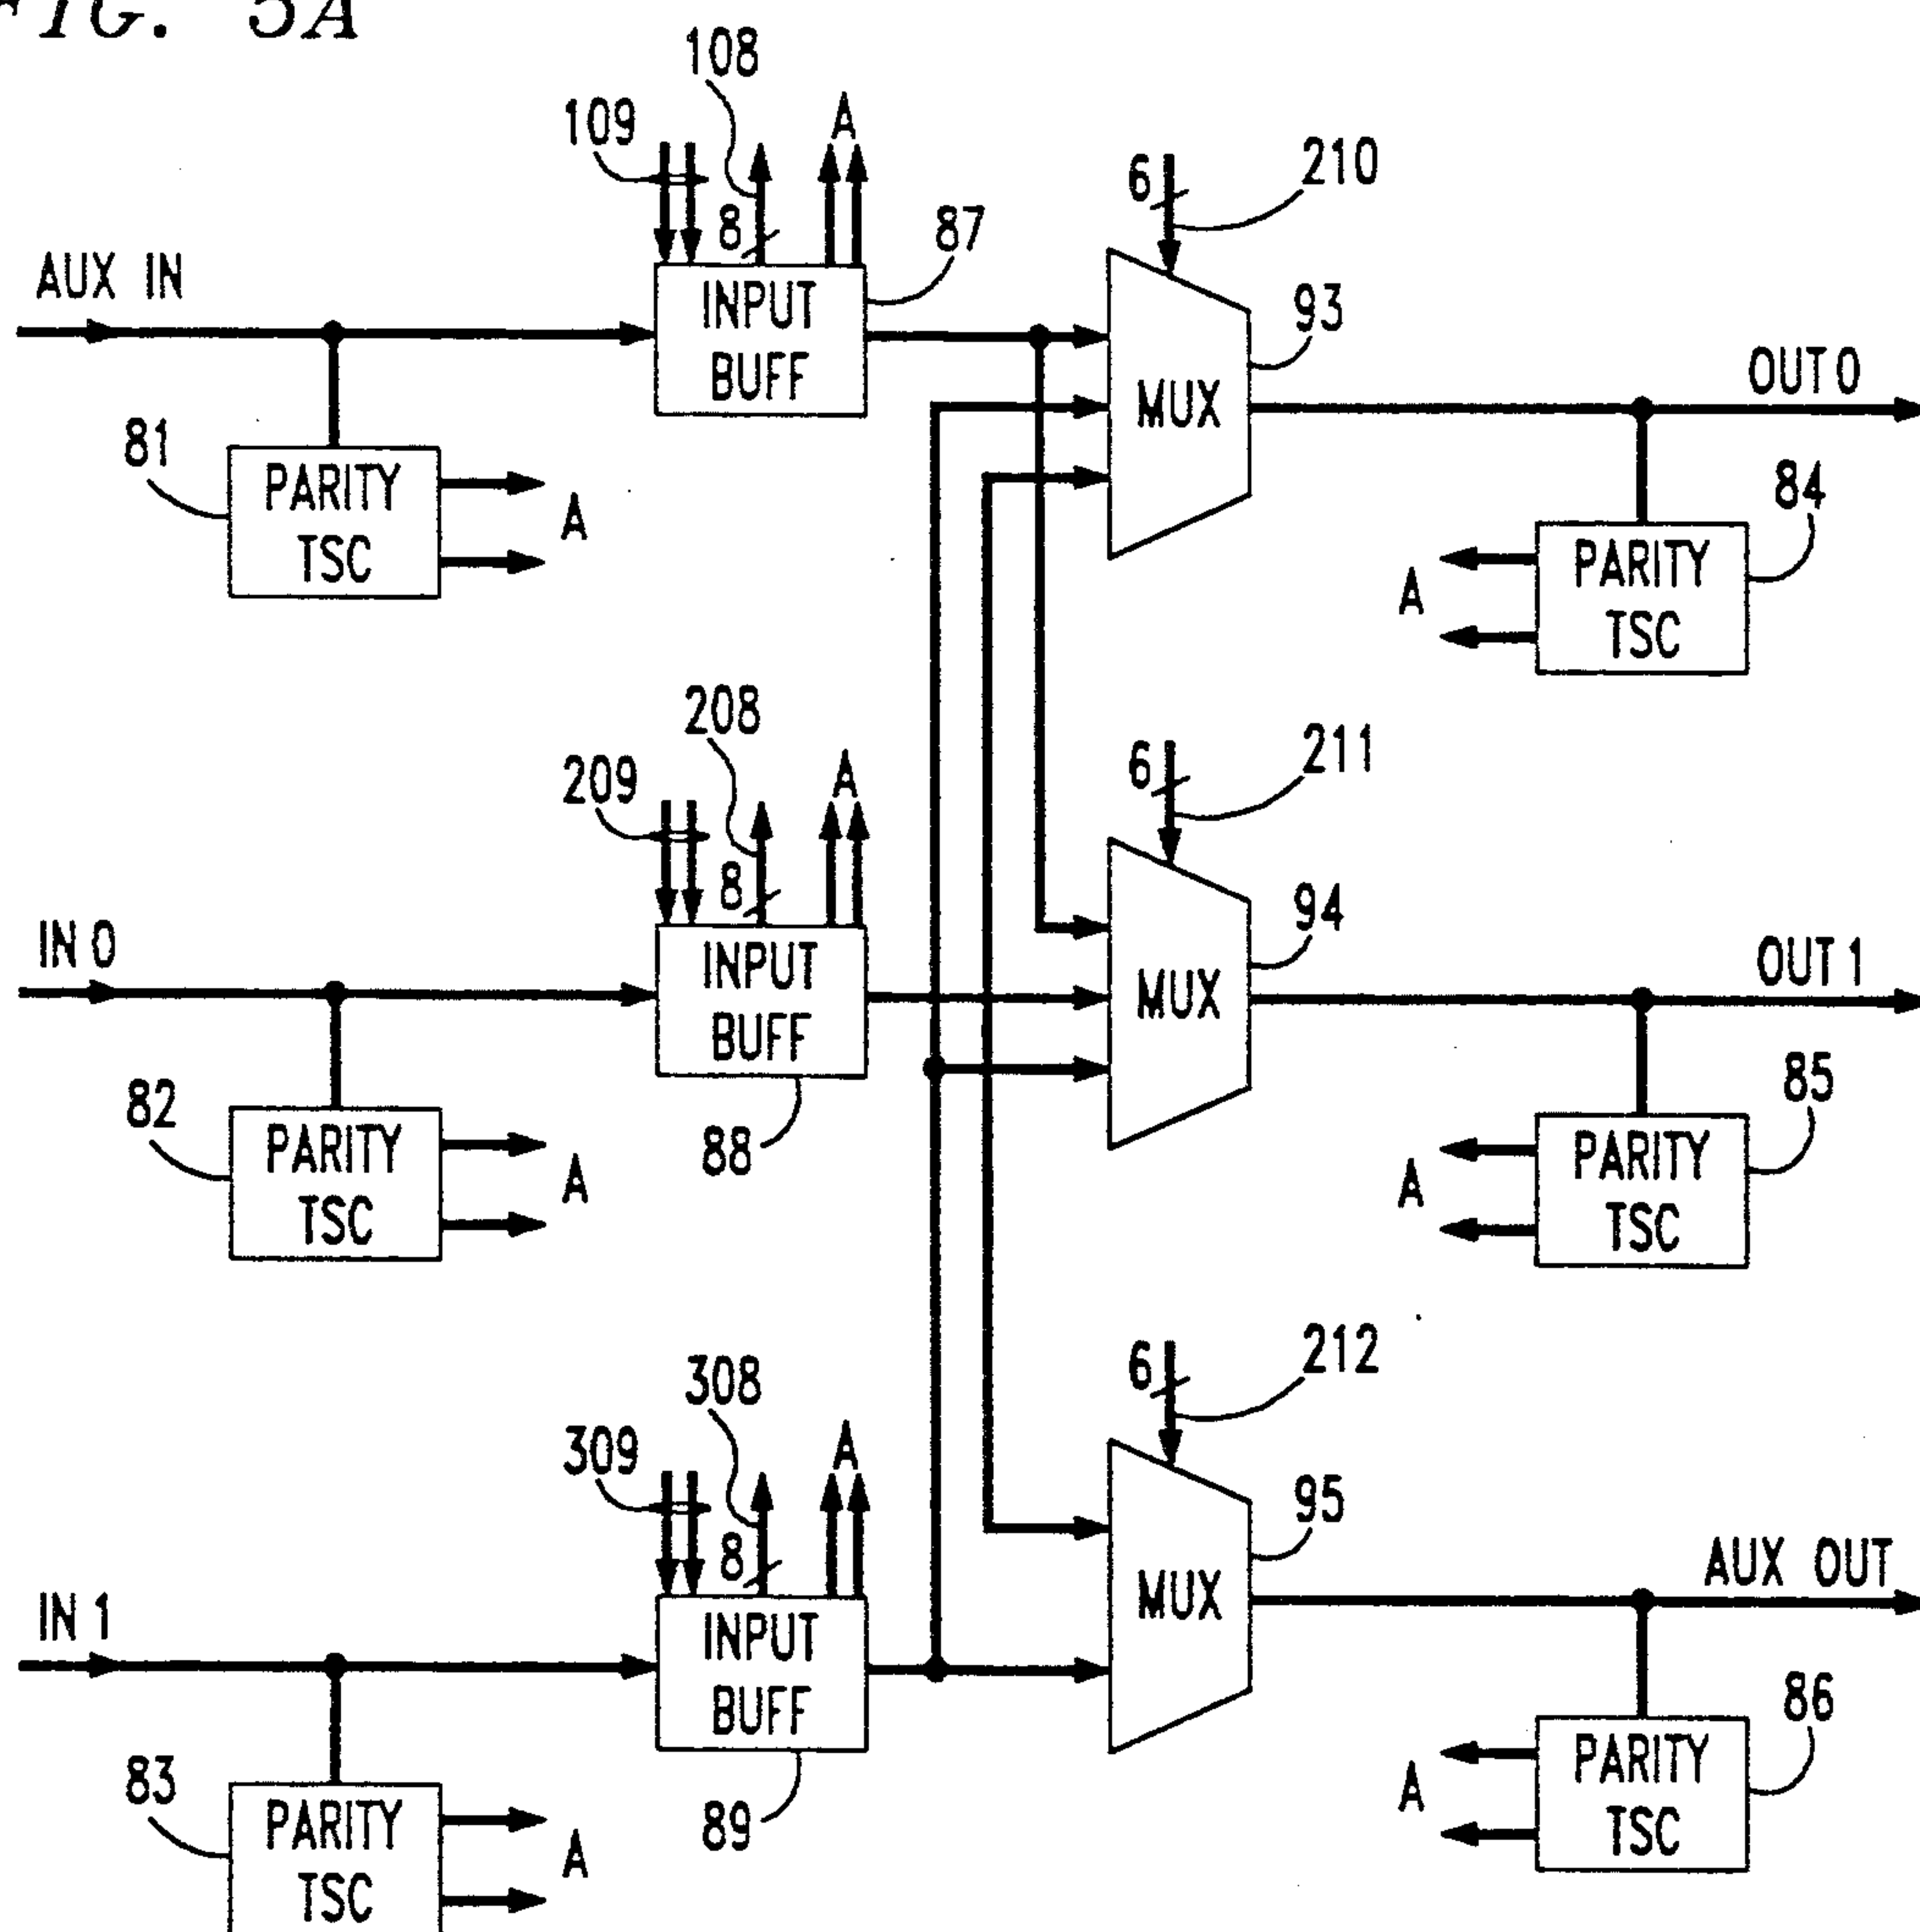 FIG. 5A
108
109
A
6
210
8
87
AUX IN
INPUT
BUFF
93
MUX
OUT 0
81
PARITY
TSC
A
84
PARITY
TSC
A
208
209
A
6
211
8
94
IN 0
INPUT
BUFF
MUX
OUT 1
82
PARITY
TSC
A
88
85
PARITY
TSC
A
308
309
A
6
212
8
95
IN 1
INPUT
BUFF
MUX
AUX OUT
83
PARITY
TSC
A
89
86
PARITY
TSC
A